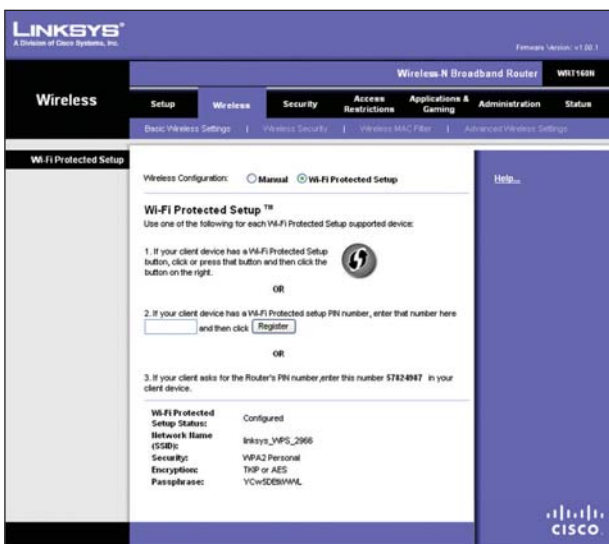 LINKSYS®
A Division of Cisco Systems, Inc.
Firmware Version: v1.00.1
Wireless-N Broadband Router WRT160N
Wireless
Setup Wireless Security Access Restrictions Applications & Gaming Administration Status
Basic Wireless Settings | Wireless Security | Wireless MAC Filter | Advanced Wireless Settings
Wi-Fi Protected Setup
Wireless Configuration: Manual Wi-Fi Protected Setup
Help...
Wi-Fi Protected Setup ™
Use one of the following for each Wi-Fi Protected Setup supported device:
1. If your client device has a Wi-Fi Protected Setup
button, click or press that button and then click the
button on the right.
OR
2. If your client device has a Wi-Fi Protected setup PIN number, enter that number here
and then click Register
OR
3. If your client asks for the Router's PIN number,enter this number 57824987 in your
client device.
Wi-Fi Protected
Setup Status: Configured
Network Name
(SSID): linksys_WPS_2966
Security: WPA2 Personal
Encryption: TKIP or AES
Passphrase:
CISCO